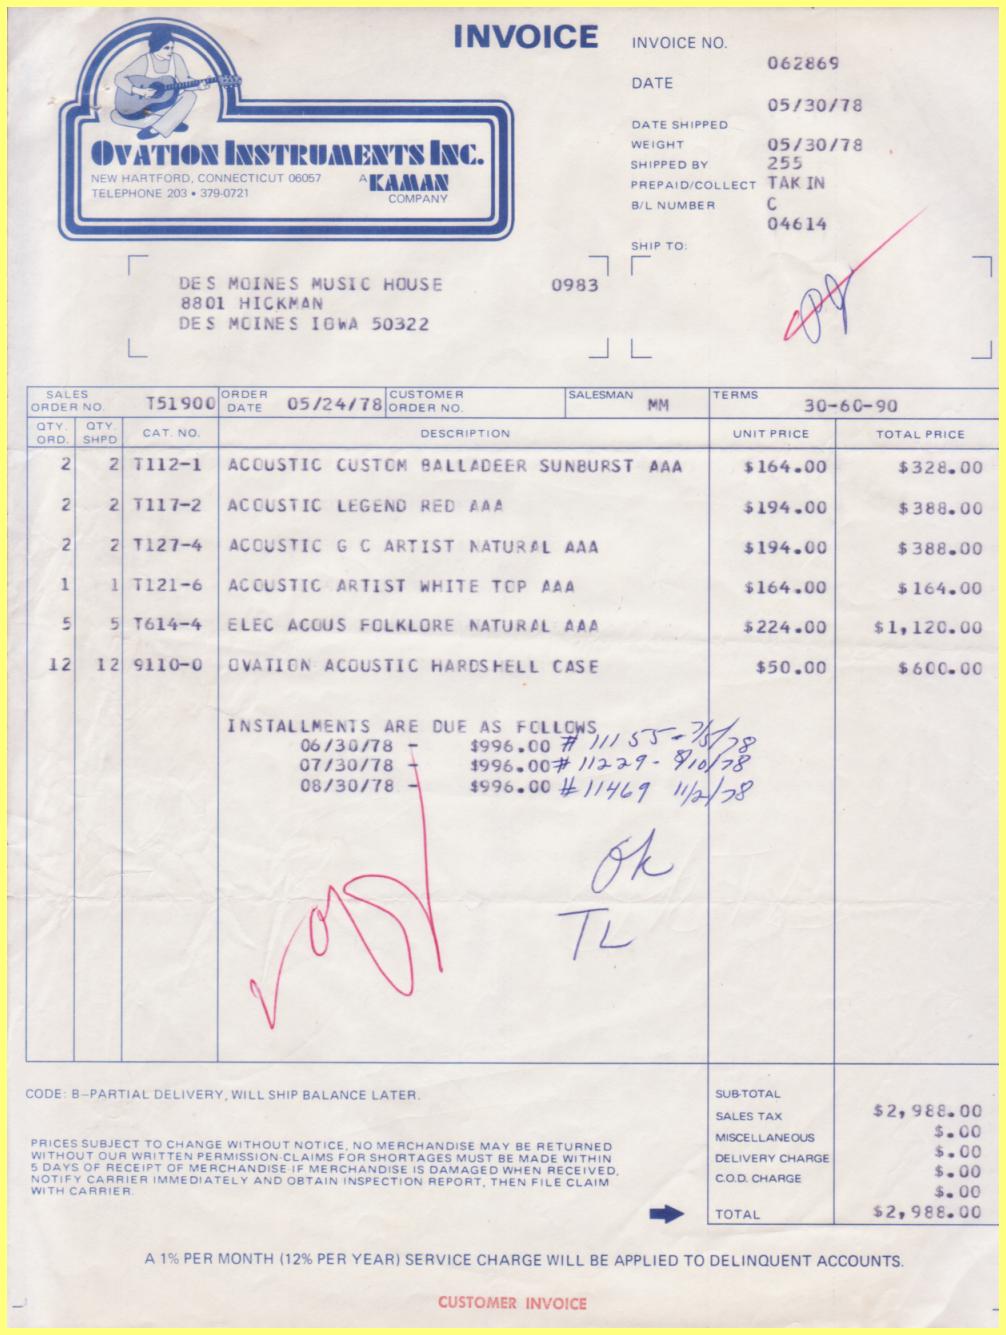 INVOICE
INVOICE NO.
062869
DATE
05/30/78
DATE SHIPPED
WEIGHT 05/30/78
SHIPPED BY 255
PREPAID/COLLECT TAK IN
B/L NUMBER C
04614
OVATION INSTRUMENTS INC.
NEW HARTFORD, CONNECTICUT 06057 A KAMAN
TELEPHONE 203 • 379-0721 COMPANY
SHIP TO:
DES MOINES MUSIC HOUSE 0983
8801 HICKMAN
DES MOINES IOWA 50322
SALES ORDER NO. T51900 ORDER DATE 05/24/78 CUSTOMER ORDER NO. SALESMAN MM TERMS 30-60-90
QTY. ORD. QTY. SHPD CAT. NO. DESCRIPTION UNIT PRICE TOTAL PRICE
2 2 T112-1 ACOUSTIC CUSTOM BALLADEER SUNBURST AAA $164.00 $328.00
2 2 T117-2 ACOUSTIC LEGEND RED AAA $194.00 $388.00
2 2 T127-4 ACOUSTIC G C ARTIST NATURAL AAA $194.00 $388.00
1 1 T121-6 ACOUSTIC ARTIST WHITE TOP AAA $164.00 $164.00
5 5 T614-4 ELEC ACOUS FOLKLORE NATURAL AAA $224.00 $1,120.00
12 12 9110-0 OVATION ACOUSTIC HARDSHELL CASE $50.00 $600.00
INSTALLMENTS ARE DUE AS FOLLOWS
06/30/78 - $996.00 # 11155 - 7/5/78
07/30/78 - $996.00 # 11229 - 8/10/78
08/30/78 - $996.00 # 11469 11/2/78
Ok
TL
CODE: B-PARTIAL DELIVERY, WILL SHIP BALANCE LATER.
PRICES SUBJECT TO CHANGE WITHOUT NOTICE, NO MERCHANDISE MAY BE RETURNED
WITHOUT OUR WRITTEN PERMISSION-CLAIMS FOR SHORTAGES MUST BE MADE WITHIN
5 DAYS OF RECEIPT OF MERCHANDISE-IF MERCHANDISE IS DAMAGED WHEN RECEIVED,
NOTIFY CARRIER IMMEDIATELY AND OBTAIN INSPECTION REPORT, THEN FILE CLAIM
WITH CARRIER.
SUB-TOTAL $2,988.00
SALES TAX $.00
MISCELLANEOUS $.00
DELIVERY CHARGE $.00
C.O.D. CHARGE $.00
TOTAL $2,988.00
A 1% PER MONTH (12% PER YEAR) SERVICE CHARGE WILL BE APPLIED TO DELINQUENT ACCOUNTS.
CUSTOMER INVOICE